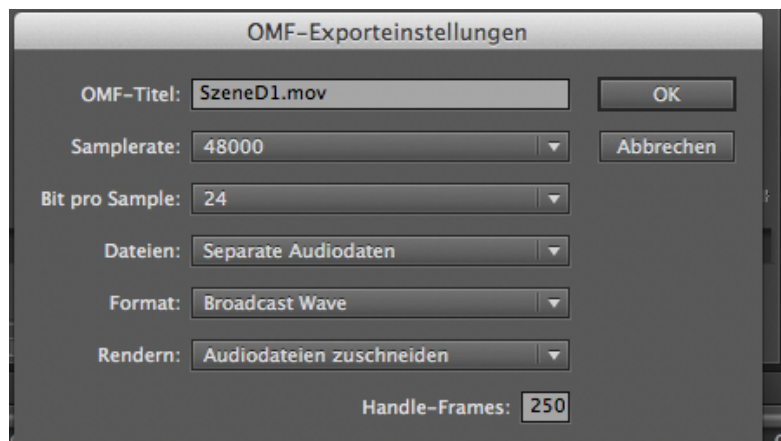 OMF-Exporteinstellungen
OMF-Titel: SzeneD1.mov OK
Samplerate: 48000 Abbrechen
Bit pro Sample: 24
Dateien: Separate Audiodaten
Format: Broadcast Wave
Rendern: Audiodateien zuschneiden
Handle-Frames: 250